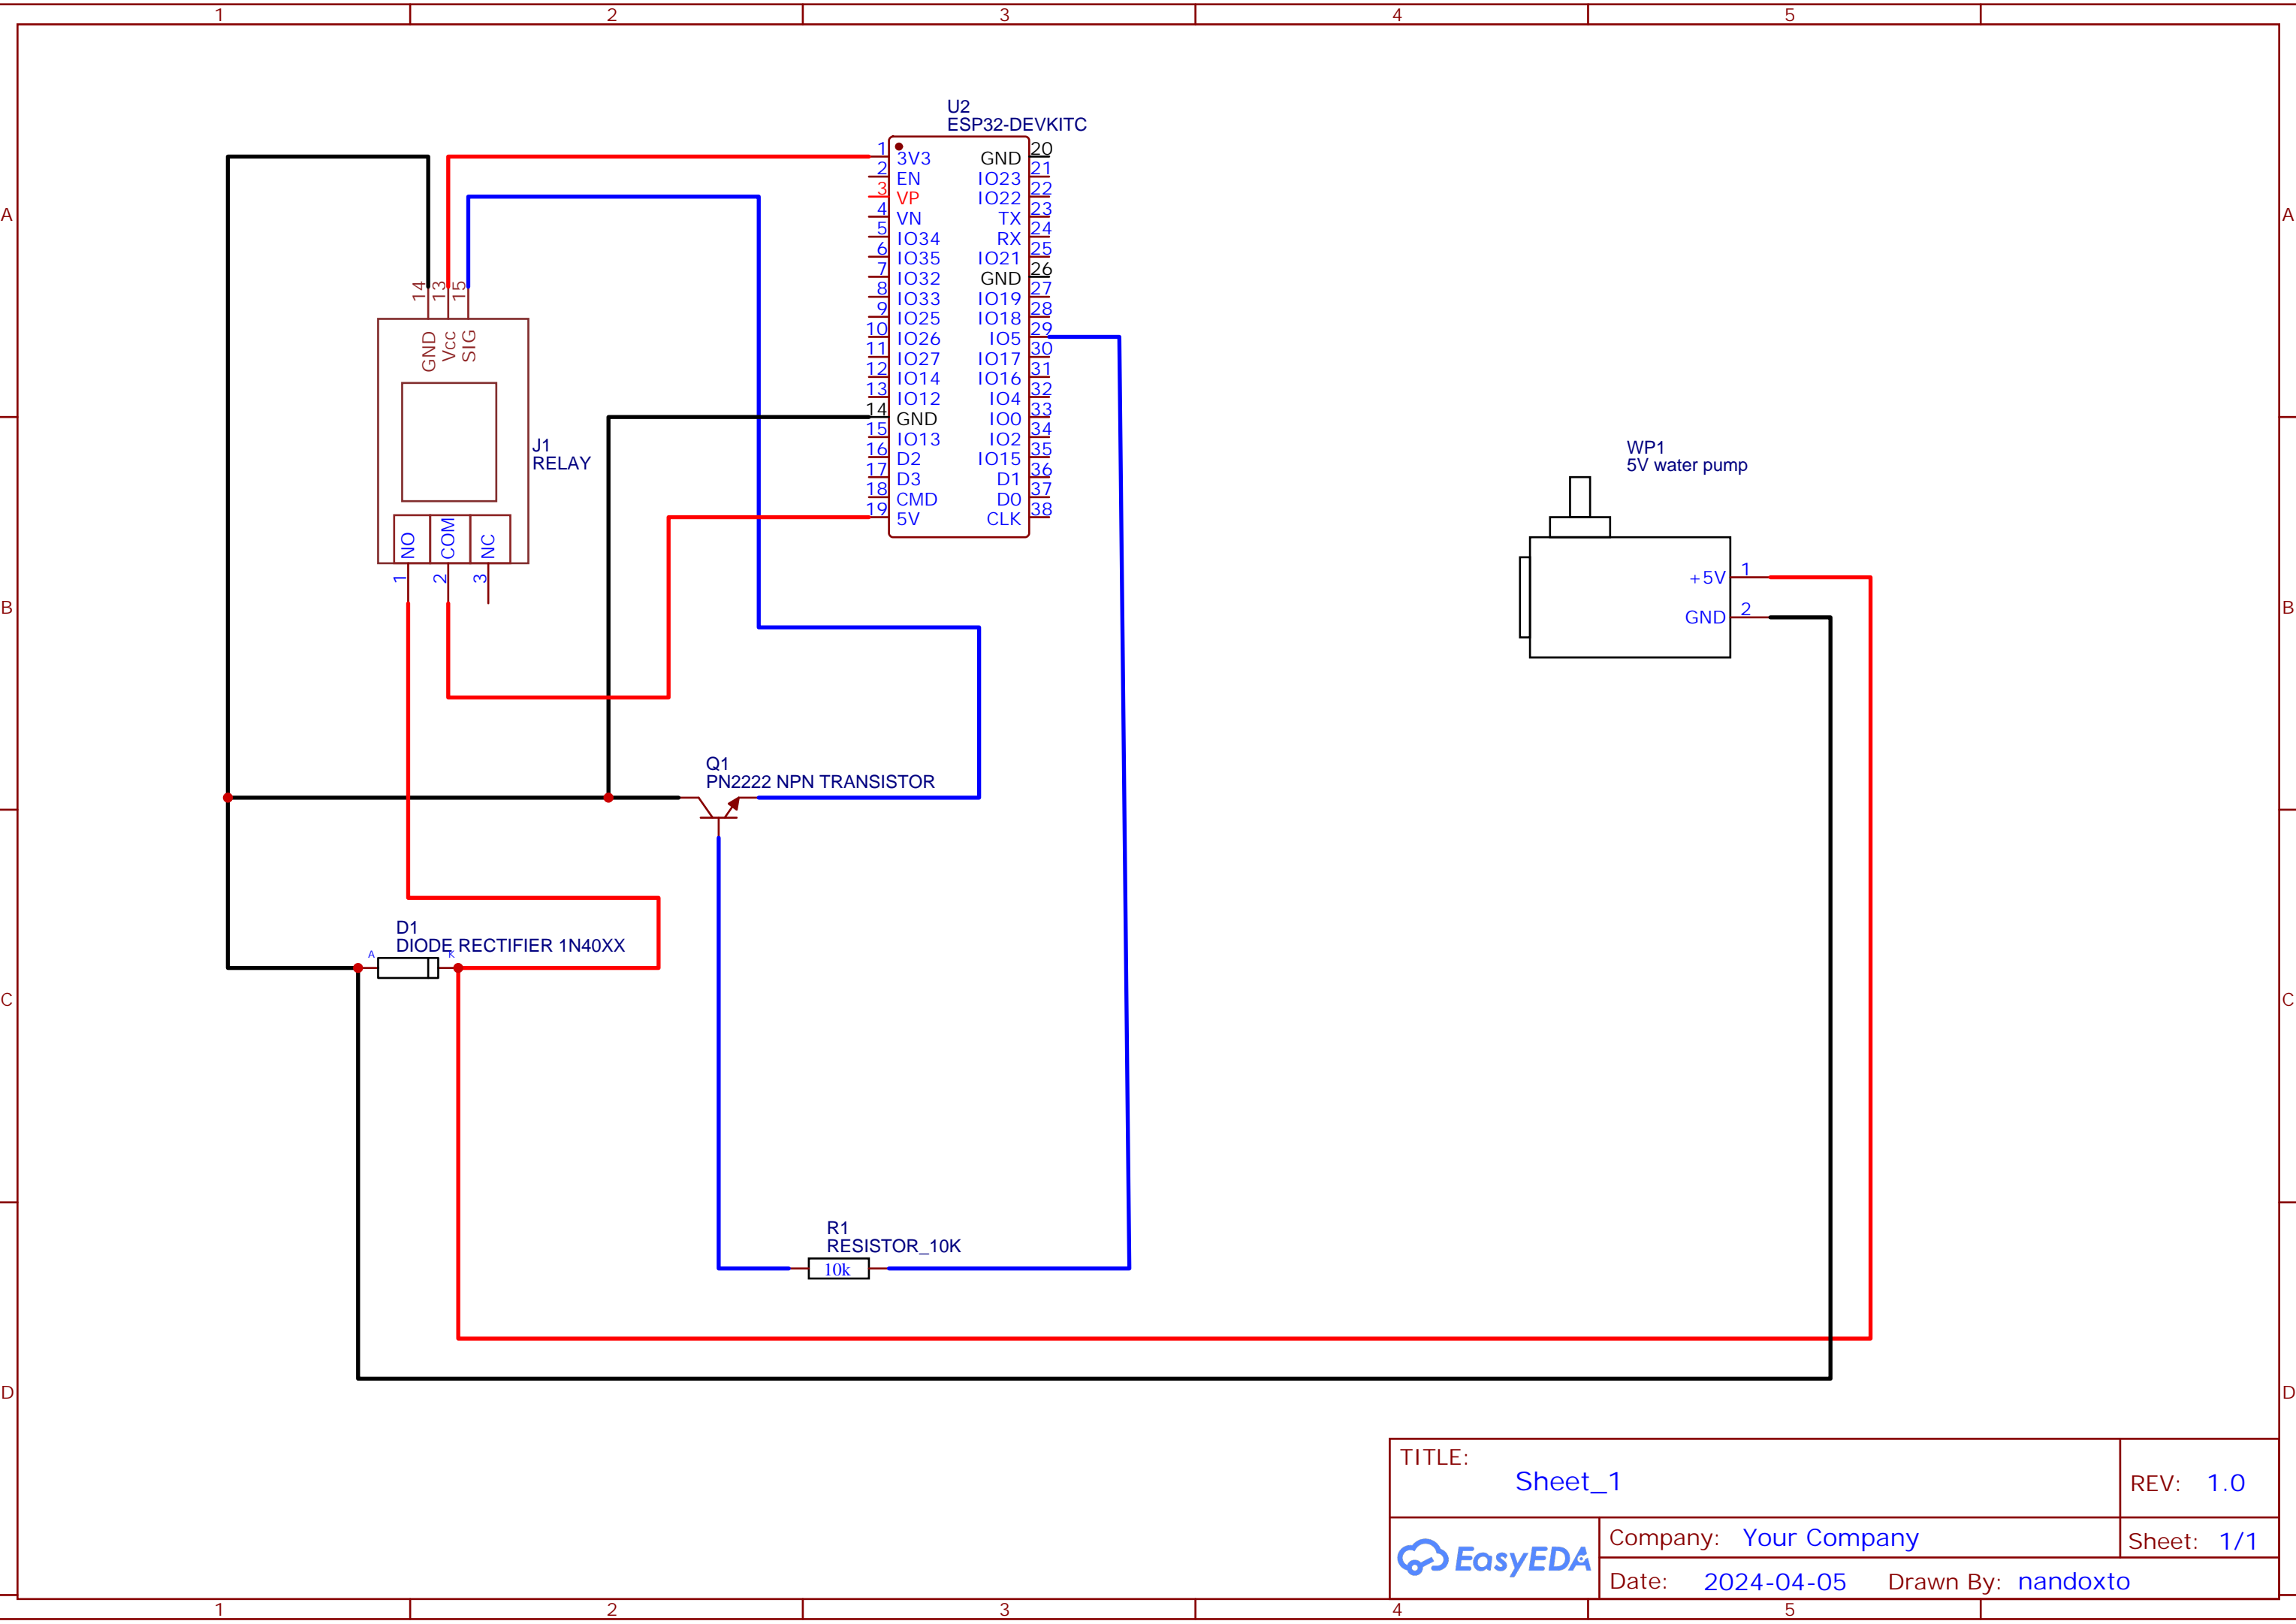 1 2 3 4 5
A A
B B
C C
D D
U2
ESP32-DEVKITC
1 3V3 GND 20
2 EN IO23 21
3 VP IO22 22
4 VN TX 23
5 IO34 RX 24
6 IO35 IO21 25
7 IO32 GND 26
8 IO33 IO19 27
9 IO25 IO18 28
10 IO26 IO5 29
11 IO27 IO17 30
12 IO14 IO16 31
13 IO12 IO4 32
14 GND IO0 33
15 IO13 IO2 34
16 D2 IO15 35
17 D3 D1 36
18 CMD D0 37
19 5V CLK 38
14 13 15
GND Vcc SIG
J1
RELAY
NO COM NC
1 2 3
WP1
5V water pump
+5V 1
GND 2
Q1
PN2222 NPN TRANSISTOR
D1
DIODE RECTIFIER 1N40XX
A K
R1
RESISTOR_10K
10k
TITLE:
Sheet_1
REV: 1.0
EasyEDA
Company: Your Company
Sheet: 1/1
Date: 2024-04-05 Drawn By: nandoxto
1 2 3 4 5